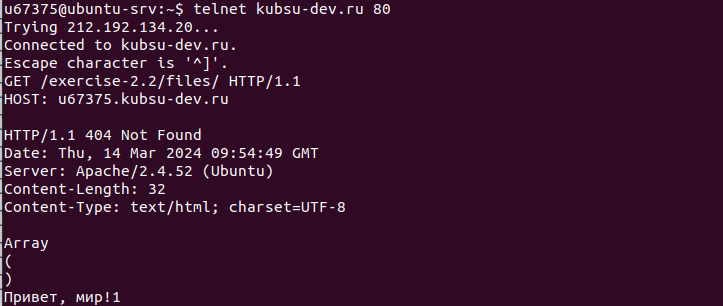 u67375@ubuntu-srv:~$ telnet kubsu-dev.ru 80
Trying 212.192.134.20...
Connected to kubsu-dev.ru.
Escape character is '^]'.
GET /exercise-2.2/files/ HTTP/1.1
HOST: u67375.kubsu-dev.ru

HTTP/1.1 404 Not Found
Date: Thu, 14 Mar 2024 09:54:49 GMT
Server: Apache/2.4.52 (Ubuntu)
Content-Length: 32
Content-Type: text/html; charset=UTF-8

Array
(
)
Привет, мир!1